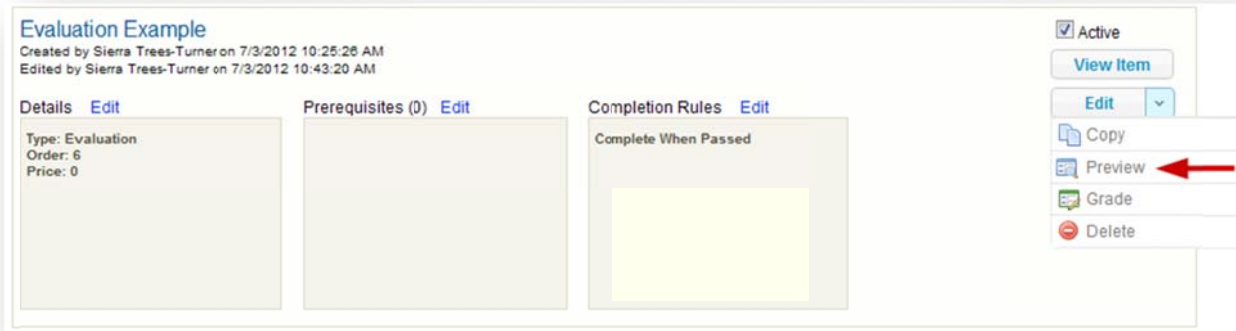 Evaluation Example
Created by Sierra Trees-Turner on 7/3/2012 10:25:26 AM
Edited by Sierra Trees-Turner on 7/3/2012 10:43:20 AM
Active
View Item
Edit
Copy
Preview
Grade
Delete
Details Edit
Type: Evaluation
Order: 6
Price: 0
Prerequisites (0) Edit
Completion Rules Edit
Complete When Passed